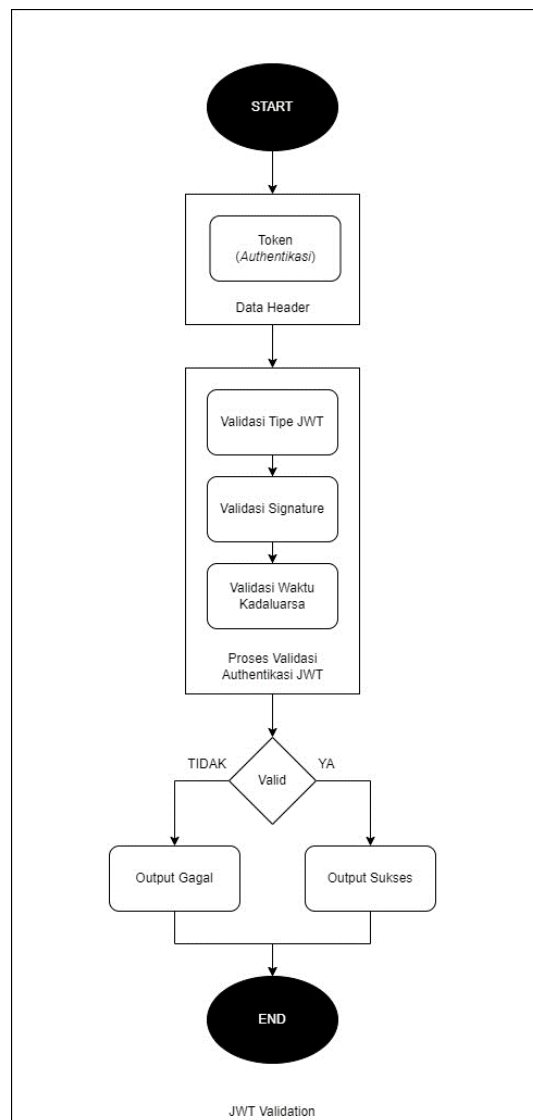 START
Token
(Authentikasi)
Data Header
Validasi Tipe JWT
Validasi Signature
Validasi Waktu
Kadaluarsa
Proses Validasi
Authentikasi JWT
TIDAK
YA
Valid
Output Gagal
Output Sukses
END
JWT Validation